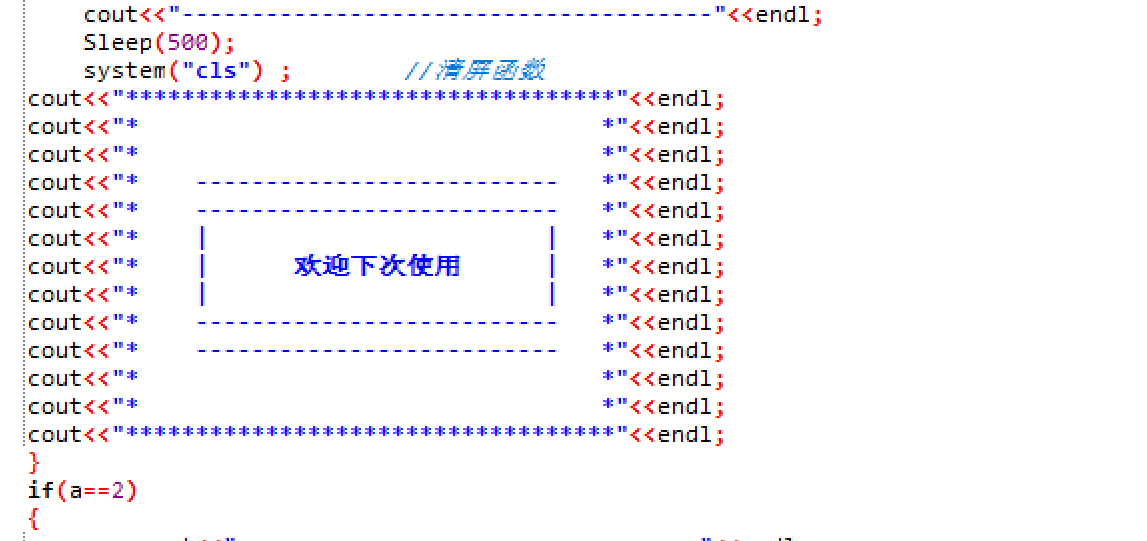 cout<<"--------------------------------------"<<endl;
Sleep(500);
system("cls") ;        //清屏函数
cout<<"***********************************"<<endl;
cout<<"*                                 *"<<endl;
cout<<"*                                 *"<<endl;
cout<<"*    --------------------------   *"<<endl;
cout<<"*    --------------------------   *"<<endl;
cout<<"*    |                        |   *"<<endl;
cout<<"*    |      欢迎下次使用      |   *"<<endl;
cout<<"*    |                        |   *"<<endl;
cout<<"*    --------------------------   *"<<endl;
cout<<"*    --------------------------   *"<<endl;
cout<<"*                                 *"<<endl;
cout<<"*                                 *"<<endl;
cout<<"***********************************"<<endl;
}
if(a==2)
{